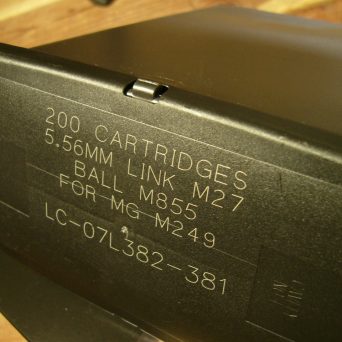 200 CARTRIDGES
5.56MM LINK M27
BALL M855
FOR MG M249
LC-07L382-381